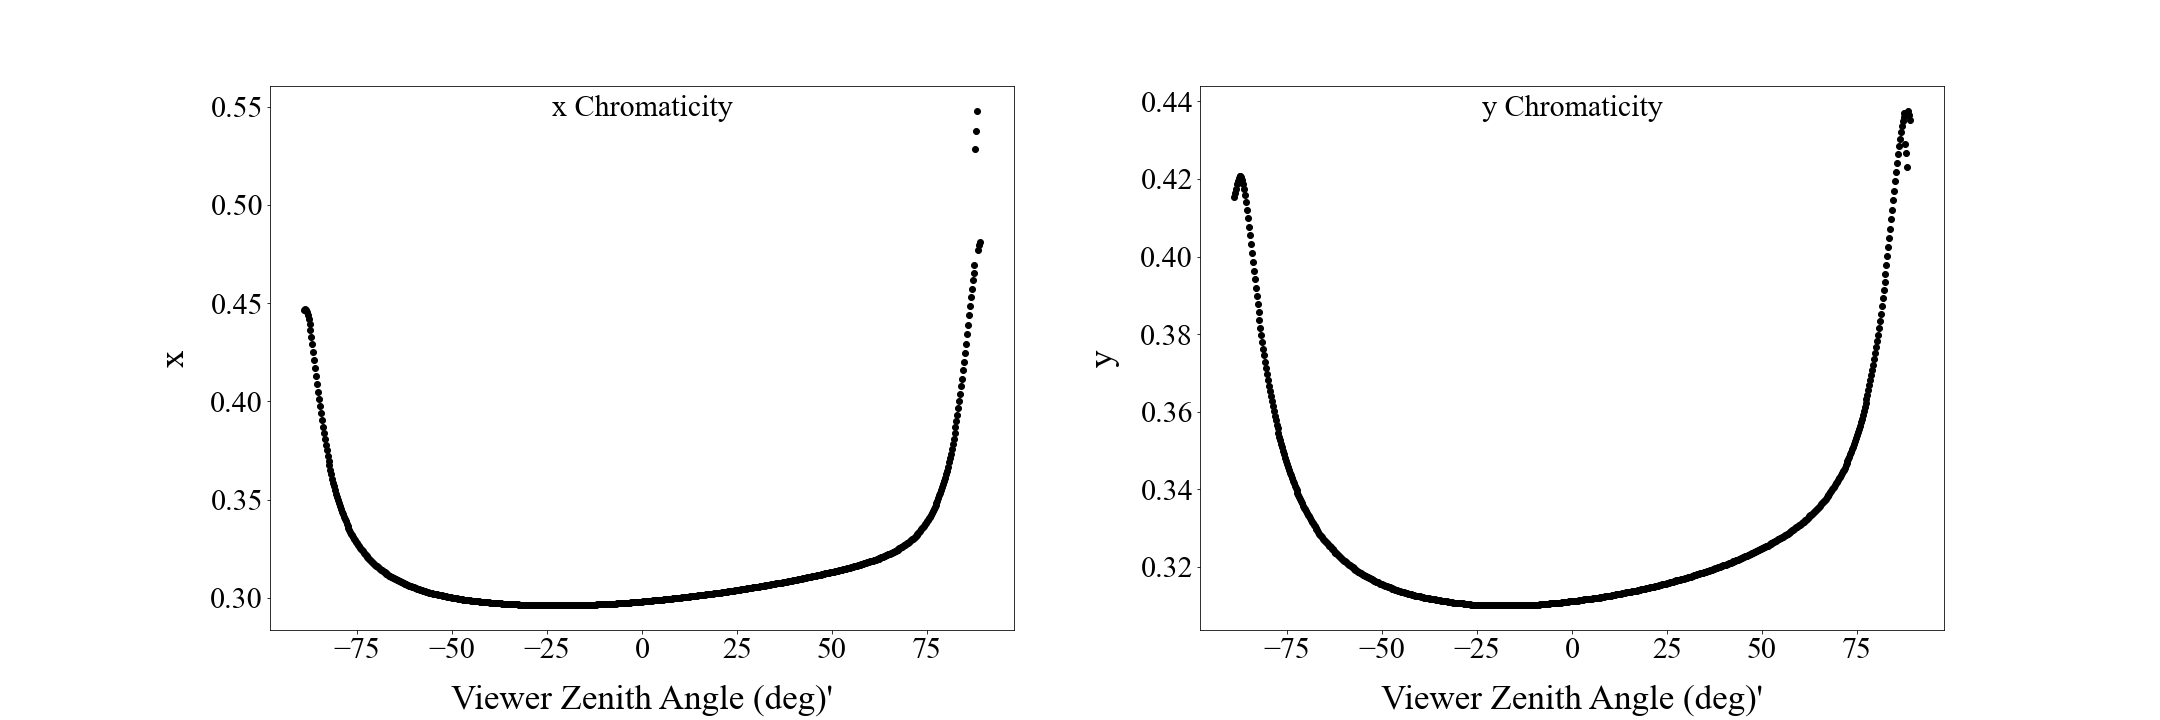 x Chromaticity
0.55
0.50
0.45
0.40
0.35
0.30
x
−75 −50 −25 0 25 50 75
Viewer Zenith Angle (deg)'
y Chromaticity
0.44
0.42
0.40
0.38
0.36
0.34
0.32
y
−75 −50 −25 0 25 50 75
Viewer Zenith Angle (deg)'